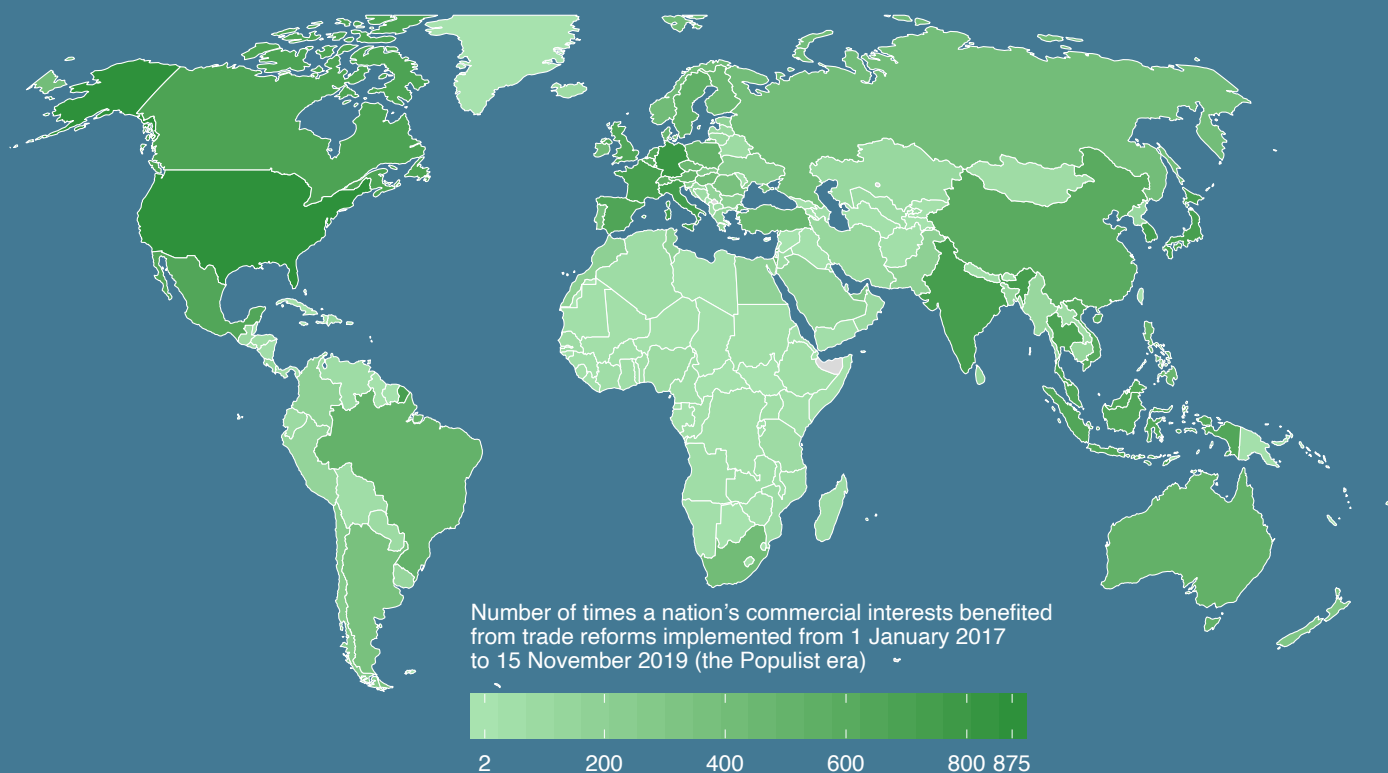 Number of times a nation’s commercial interests benefited
from trade reforms implemented from 1 January 2017
to 15 November 2019 (the Populist era)
2 200 400 600 800 875